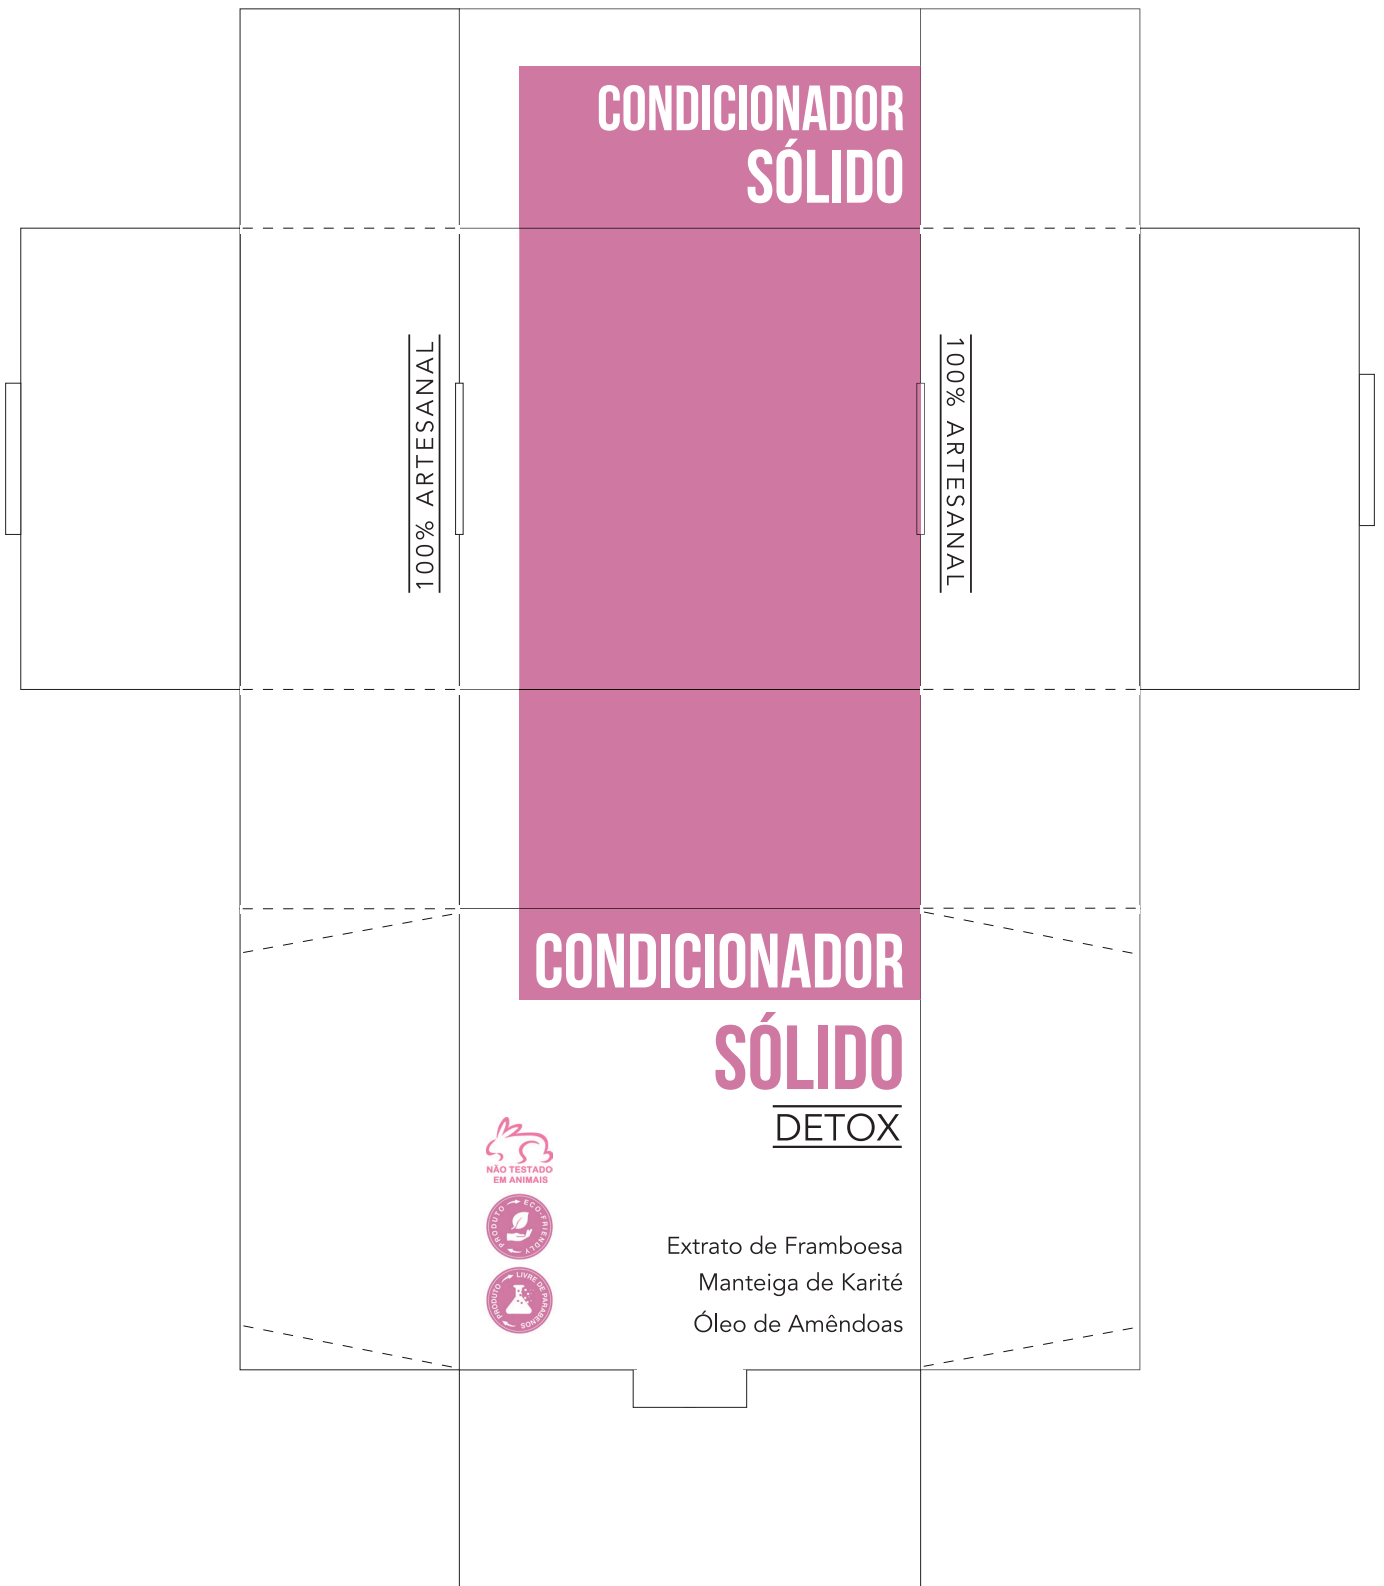 CONDICIONADOR
SÓLIDO
100% ARTESANAL
100% ARTESANAL
CONDICIONADOR
SÓLIDO
DETOX
NÃO TESTADO
EM ANIMAIS
PRODUTO ECO-FRIENDLY
PRODUTO LIVRE DE PARABENOS
Extrato de Framboesa
Manteiga de Karité
Óleo de Amêndoas